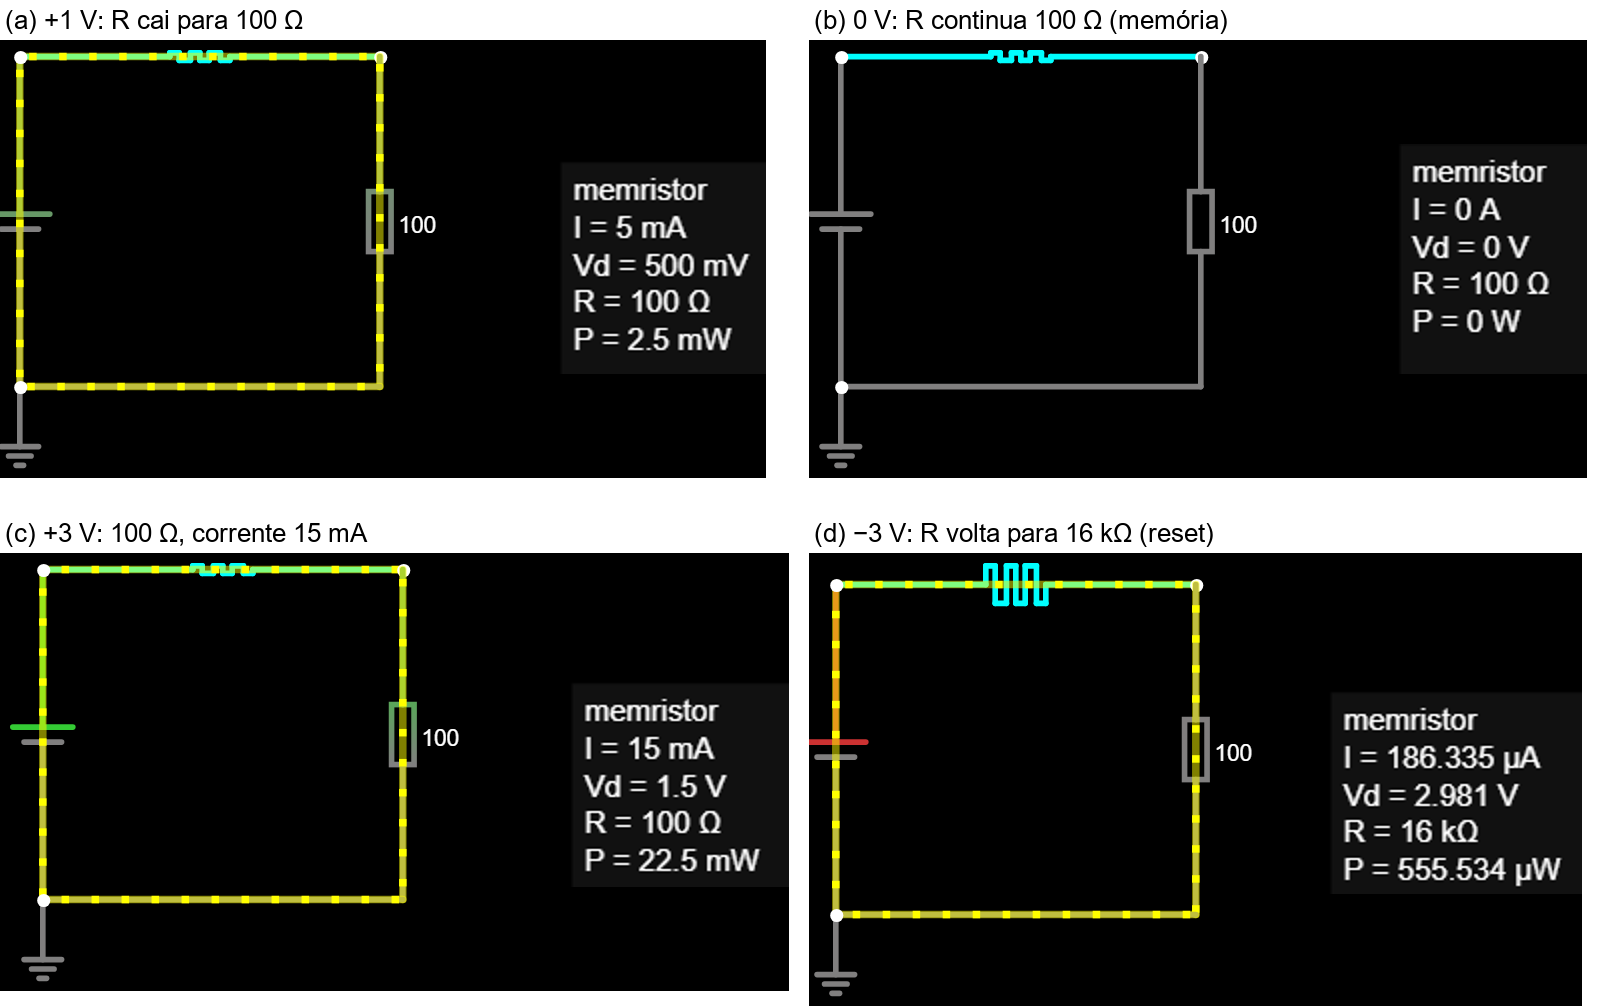 (a) +1 V: R cai para 100 Ω
100
memristor
I = 5 mA
Vd = 500 mV
R = 100 Ω
P = 2.5 mW
(b) 0 V: R continua 100 Ω (memória)
100
memristor
I = 0 A
Vd = 0 V
R = 100 Ω
P = 0 W
(c) +3 V: 100 Ω, corrente 15 mA
100
memristor
I = 15 mA
Vd = 1.5 V
R = 100 Ω
P = 22.5 mW
(d) −3 V: R volta para 16 kΩ (reset)
100
memristor
I = 186.335 μA
Vd = 2.981 V
R = 16 kΩ
P = 555.534 μW